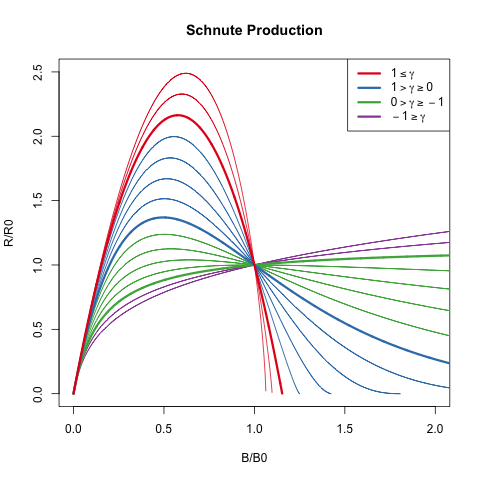 Schnute Production
1 ≤ γ
1 > γ ≥ 0
0 > γ ≥ − 1
− 1 ≥ γ
R/R0
2.5
2.0
1.5
1.0
0.5
0.0
0.0 0.5 1.0 1.5 2.0
B/B0